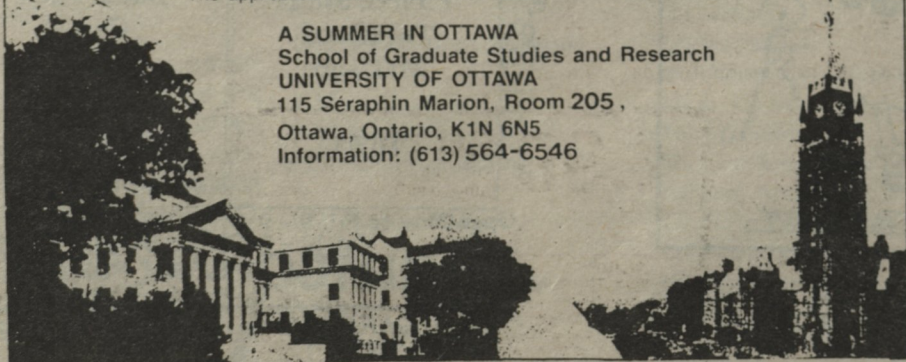 A SUMMER IN OTTAWA
School of Graduate Studies and Research
UNIVERSITY OF OTTAWA
115 Séraphin Marion, Room 205,
Ottawa, Ontario, K1N 6N5
Information: (613) 564-6546